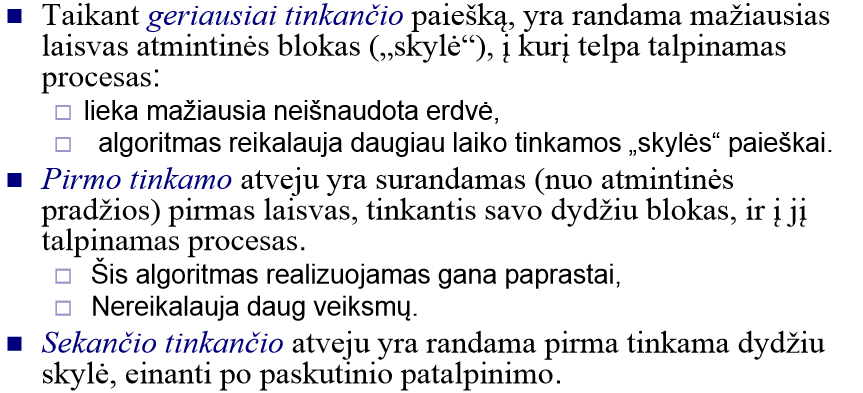 Taikant geriausiai tinkančio paiešką, yra randama mažiausias
laisvas atmintinės blokas („skylė“), į kurį telpa talpinamas
procesas:
lieka mažiausia neišnaudota erdvė,
algoritmas reikalauja daugiau laiko tinkamos „skylės“ paieškai.
Pirmo tinkamo atveju yra surandamas (nuo atmintinės
pradžios) pirmas laisvas, tinkantis savo dydžiu blokas, ir į jį
talpinamas procesas.
Šis algoritmas realizuojamas gana paprastai,
Nereikalauja daug veiksmų.
Sekančio tinkančio atveju yra randama pirma tinkama dydžiu
skylė, einanti po paskutinio patalpinimo.